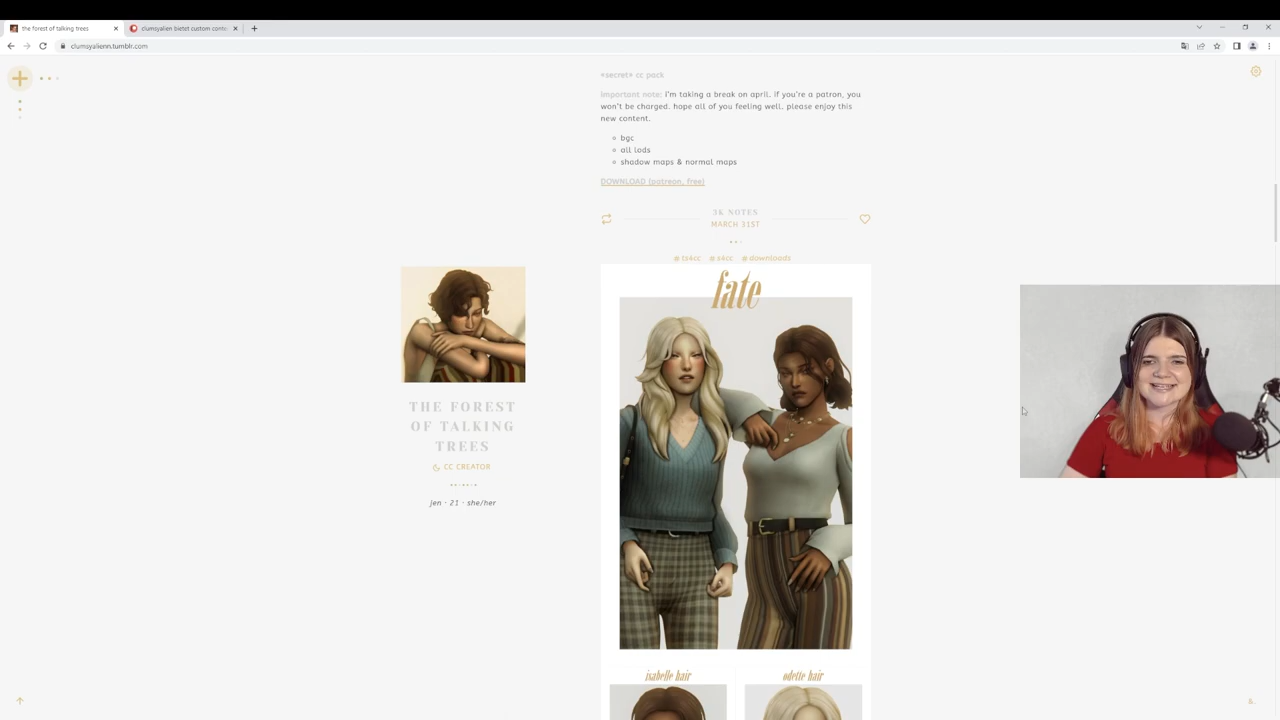 the forest of talking trees
clumsyalien bietet custom conte
clumsyalienn.tumblr.com
«secret» cc pack
important note: i'm taking a break on april. if you're a patron, you
won't be charged. hope all of you feeling well. please enjoy this
new content.
bgc
all lods
shadow maps & normal maps
DOWNLOAD (patreon, free)
3K NOTES
MARCH 31ST
# ts4cc # s4cc # downloads
fate
THE FOREST
OF TALKING
TREES
CC CREATOR
jen · 21 · she/her
isabelle hair
odette hair